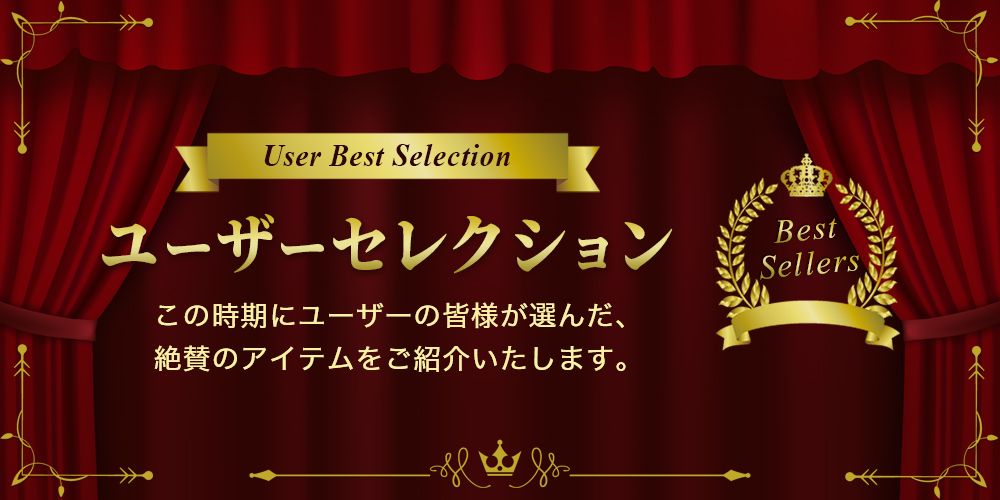 User Best Selection
ユーザーセレクション
この時期にユーザーの皆様が選んだ、
絶賛のアイテムをご紹介いたします。
Best
Sellers